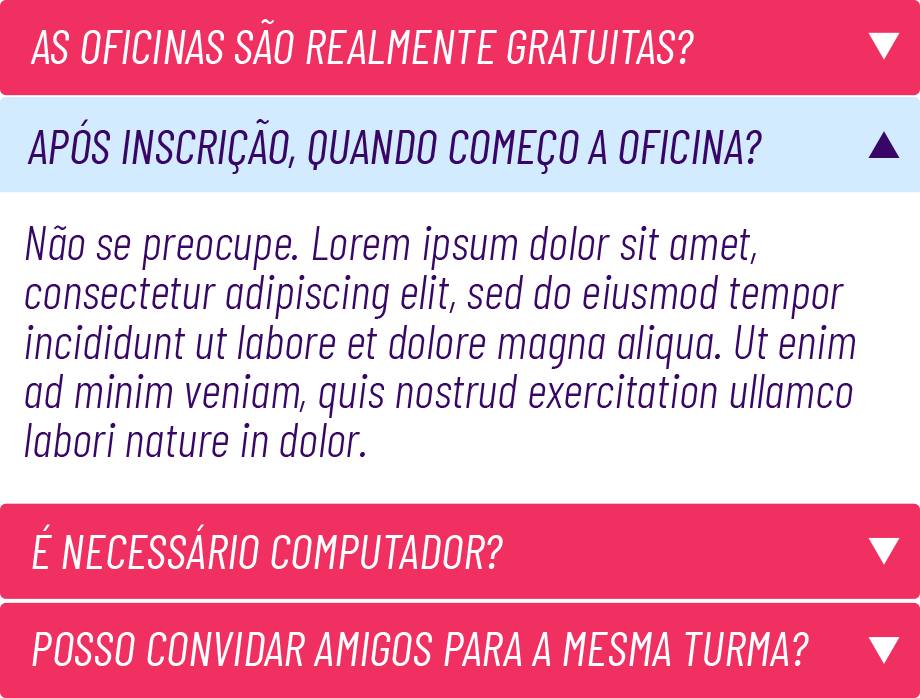 AS OFICINAS SÃO REALMENTE GRATUITAS?
APÓS INSCRIÇÃO, QUANDO COMEÇO A OFICINA?
Não se preocupe. Lorem ipsum dolor sit amet,
consectetur adipiscing elit, sed do eiusmod tempor
incididunt ut labore et dolore magna aliqua. Ut enim
ad minim veniam, quis nostrud exercitation ullamco
labori nature in dolor.
É NECESSÁRIO COMPUTADOR?
POSSO CONVIDAR AMIGOS PARA A MESMA TURMA?